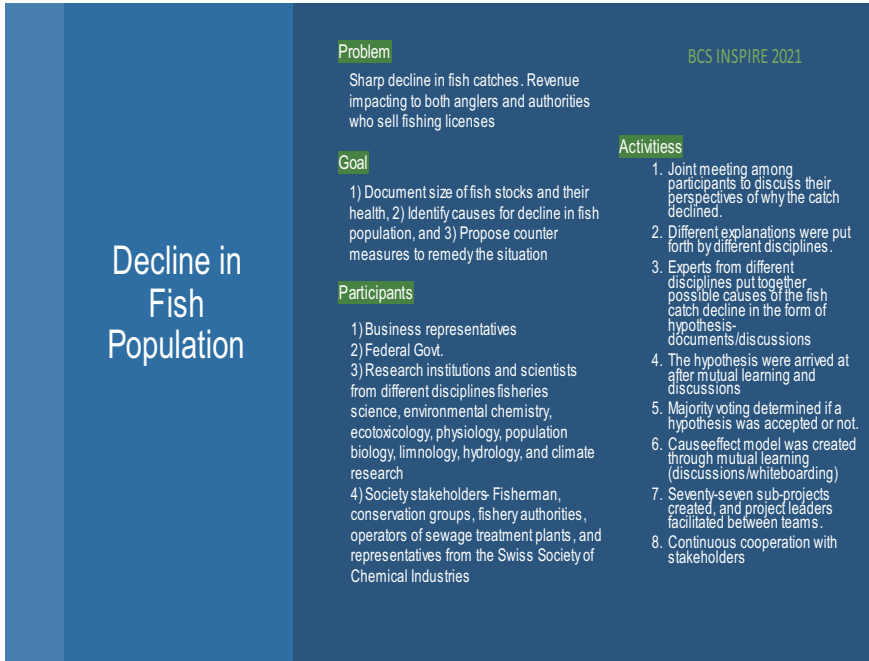 Decline in
Fish
Population
Problem
Sharp decline in fish catches. Revenue
impacting to both anglers and authorities
who sell fishing licenses
Goal
1) Document size of fish stocks and their
health, 2) Identify causes for decline in fish
population, and 3) Propose counter
measures to remedy the situation
Participants
1) Business representatives
2) Federal Govt.
3) Research institutions and scientists
from different disciplines fisheries
science, environmental chemistry,
ecotoxicology, physiology, population
biology, limnology, hydrology, and climate
research
4) Society stakeholders- Fisherman,
conservation groups, fishery authorities,
operators of sewage treatment plants, and
representatives from the Swiss Society of
Chemical Industries
BCS INSPIRE 2021
Activitiess
1. Joint meeting among
participants to discuss their
perspectives of why the catch
declined.
2. Different explanations were put
forth by different disciplines.
3. Experts from different
disciplines put together
possible causes of the fish
catch decline in the form of
hypothesis-
documents/discussions
4. The hypothesis were arrived at
after mutual learning and
discussions
5. Majority voting determined if a
hypothesis was accepted or not.
6. Cause-effect model was created
through mutual learning
(discussions/whiteboarding)
7. Seventy-seven sub-projects
created, and project leaders
facilitated between teams.
8. Continuous cooperation with
stakeholders